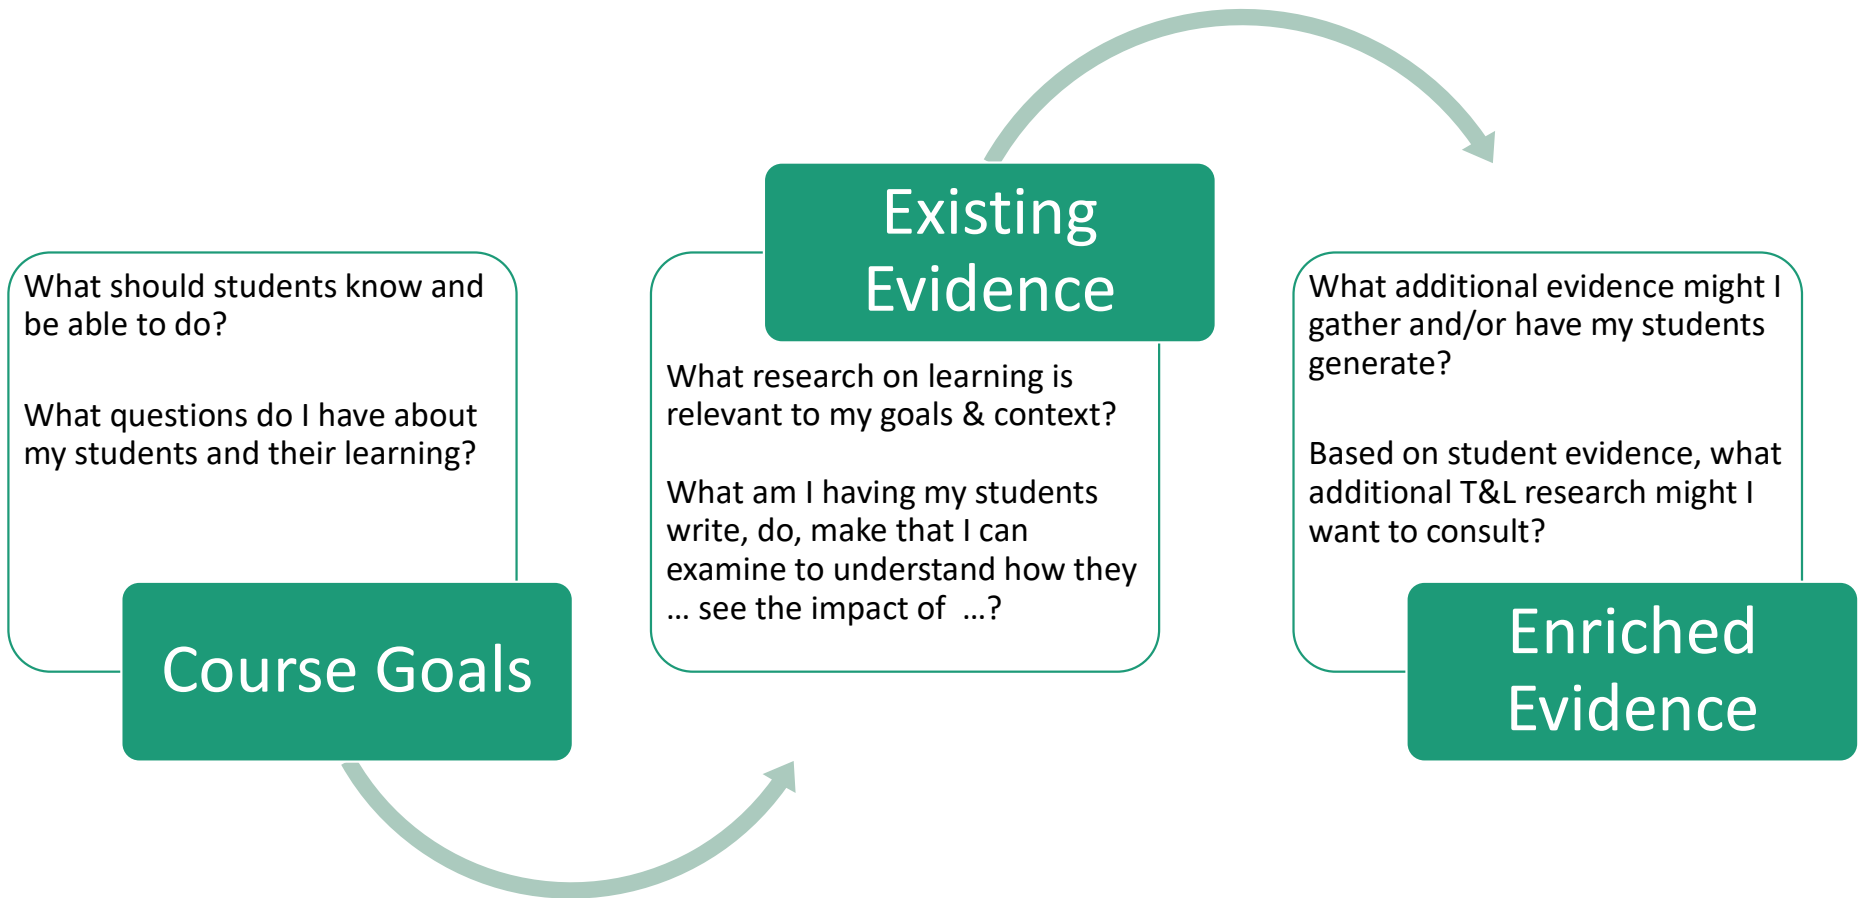 What should students know and
be able to do?
What questions do I have about
my students and their learning?
Course Goals
Existing
Evidence
What research on learning is
relevant to my goals & context?
What am I having my students
write, do, make that I can
examine to understand how they
… see the impact of  …?
What additional evidence might I
gather and/or have my students
generate?
Based on student evidence, what
additional T&L research might I
want to consult?
Enriched
Evidence